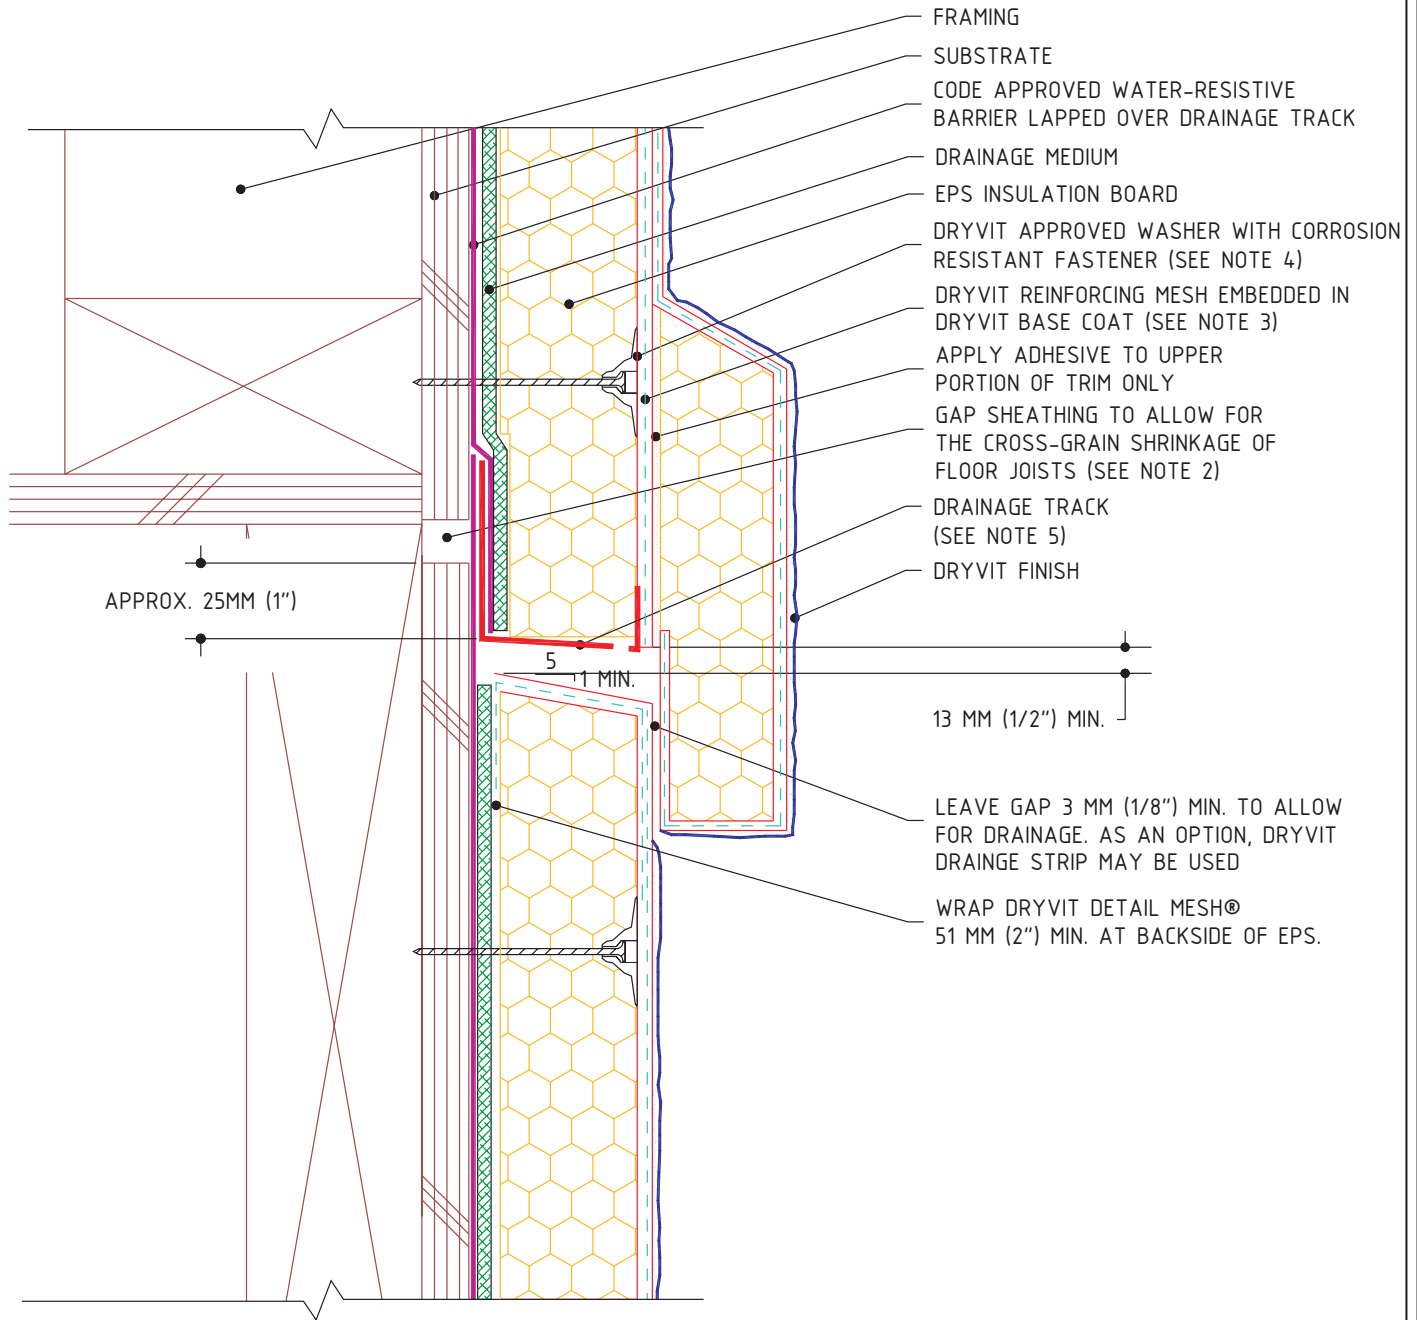 FRAMING
SUBSTRATE
CODE APPROVED WATER-RESISTIVE
BARRIER LAPPED OVER DRAINAGE TRACK
DRAINAGE MEDIUM
EPS INSULATION BOARD
DRYVIT APPROVED WASHER WITH CORROSION
RESISTANT FASTENER (SEE NOTE 4)
DRYVIT REINFORCING MESH EMBEDDED IN
DRYVIT BASE COAT (SEE NOTE 3)
APPLY ADHESIVE TO UPPER
PORTION OF TRIM ONLY
GAP SHEATHING TO ALLOW FOR
THE CROSS-GRAIN SHRINKAGE OF
FLOOR JOISTS (SEE NOTE 2)
DRAINAGE TRACK
(SEE NOTE 5)
DRYVIT FINISH
APPROX. 25MM (1")
5
1 MIN.
13 MM (1/2") MIN.
LEAVE GAP 3 MM (1/8") MIN. TO ALLOW
FOR DRAINAGE. AS AN OPTION, DRYVIT
DRAINGE STRIP MAY BE USED
WRAP DRYVIT DETAIL MESH®
51 MM (2") MIN. AT BACKSIDE OF EPS.